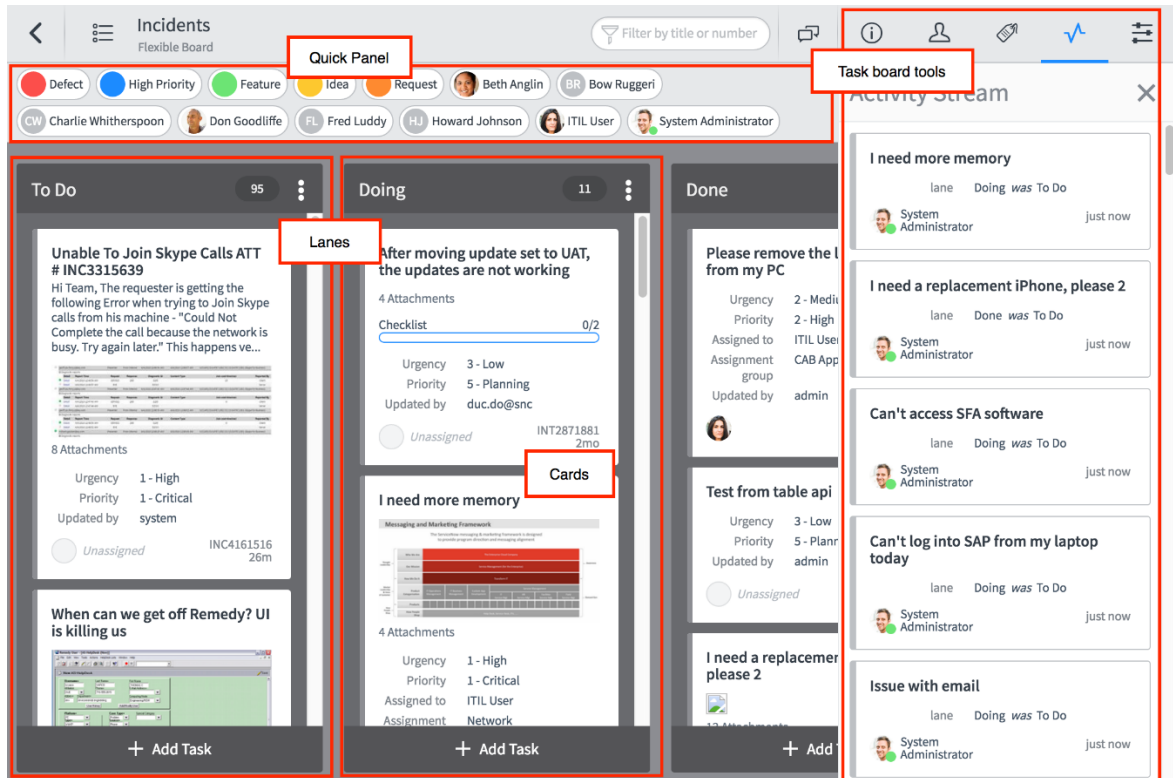 Incidents
Flexible Board
Filter by title or number
Quick Panel
Task board tools
Defect
High Priority
Feature
Idea
Request
Beth Anglin
BR Bow Ruggeri
CW Charlie Whitherspoon
Don Goodliffe
FL Fred Luddy
HJ Howard Johnson
ITIL User
System Administrator
To Do 95
Lanes
Unable To Join Skype Calls ATT
# INC3315639
Hi Team, The requester is getting the
following Error when trying to Join Skype
calls from his machine - "Could Not
Complete the call because the network is
busy. Try again later." This happens ve...
8 Attachments
Urgency 1 - High
Priority 1 - Critical
Updated by system
Unassigned
INC4161516
26m
When can we get off Remedy? UI
is killing us
+ Add Task
Doing 11
After moving update set to UAT,
the updates are not working
4 Attachments
Checklist 0/2
Urgency 3 - Low
Priority 5 - Planning
Updated by duc.do@snc
Unassigned
INT2871881
2mo
Cards
I need more memory
Messaging and Marketing Framework
4 Attachments
Urgency 1 - High
Priority 1 - Critical
Assigned to ITIL User
Assignment Network
+ Add Task
Done
Please remove the l
from my PC
Urgency 2 - Mediu
Priority 2 - High
Assigned to ITIL User
Assignment CAB App
group
Updated by admin
Test from table api
Urgency 3 - Low
Priority 5 - Plann
Updated by admin
Unassigned
I need a replacemer
please 2
12 Attachments
+ Add T
Activity Stream
I need more memory
lane Doing was To Do
System
Administrator
just now
I need a replacement iPhone, please 2
lane Done was To Do
System
Administrator
just now
Can't access SFA software
lane Doing was To Do
System
Administrator
just now
Can't log into SAP from my laptop
today
lane Doing was To Do
System
Administrator
just now
Issue with email
lane Doing was To Do
System
Administrator
just now